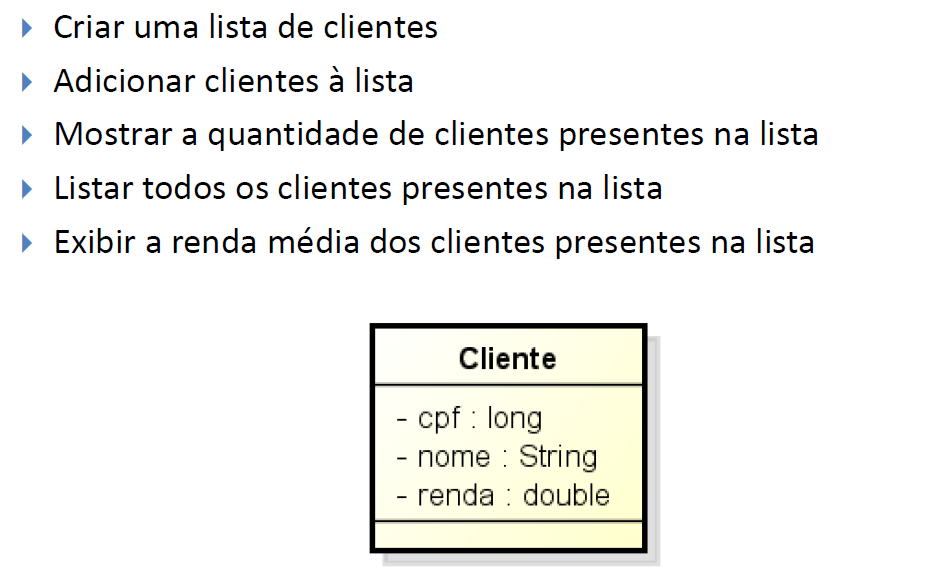 Criar uma lista de clientes
Adicionar clientes à lista
Mostrar a quantidade de clientes presentes na lista
Listar todos os clientes presentes na lista
Exibir a renda média dos clientes presentes na lista
Cliente
- cpf : long
- nome : String
- renda : double